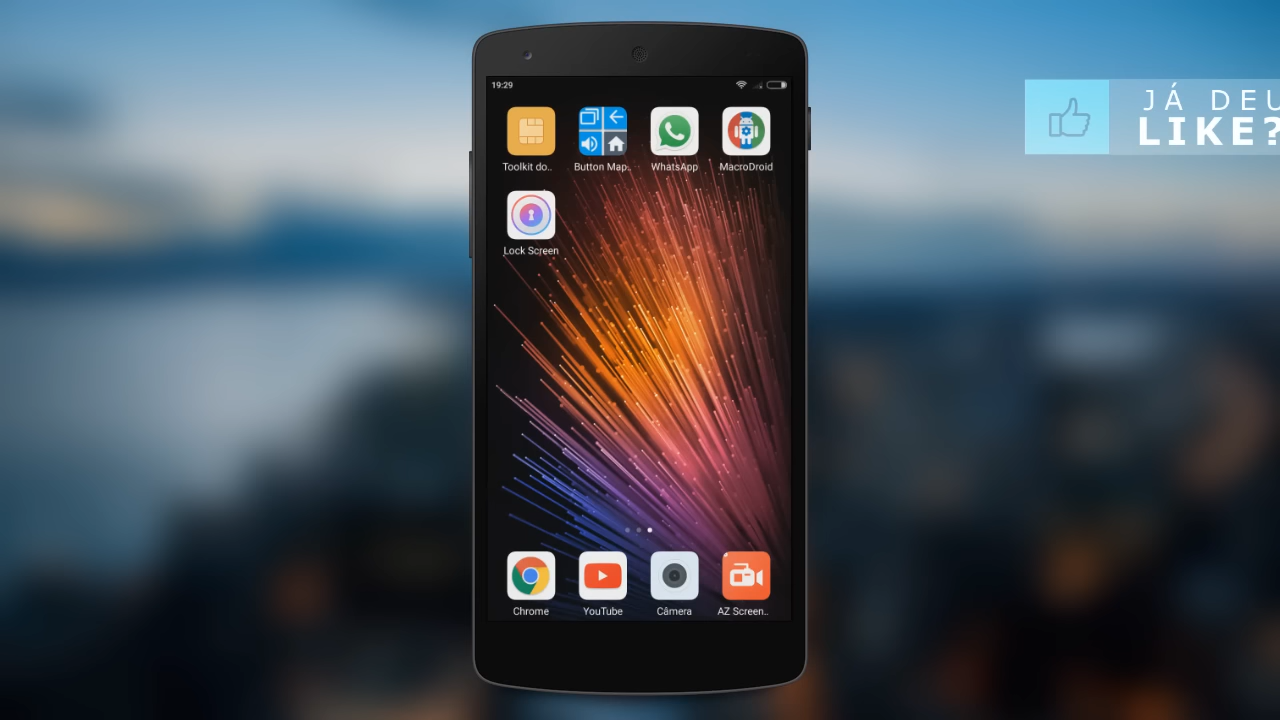 19:29
JÁ DEU
LIKE?
Toolkit do..
Button Map..
WhatsApp
MacroDroid
Lock Screen
Chrome
YouTube
Câmera
AZ Screen..